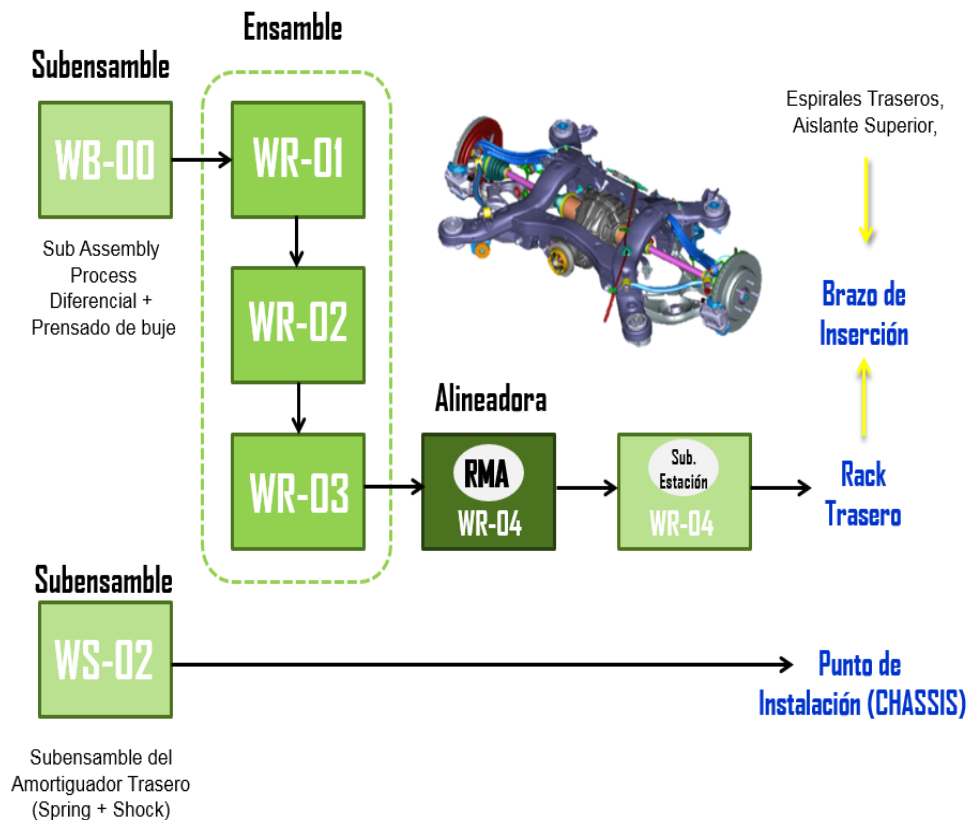 Ensamble
Subensamble
WB-00
WR-01
Espirales Traseros,
Aislante Superior,
Sub Assembly
Process
Diferencial +
Prensado de buje
WR-02
Brazo de
Inserción
Alineadora
WR-03
RMA
WR-04
Sub.
Estación
WR-04
Rack
Trasero
Subensamble
WS-02
Punto de
Instalación (CHASSIS)
Subensamble del
Amortiguador Trasero
(Spring + Shock)